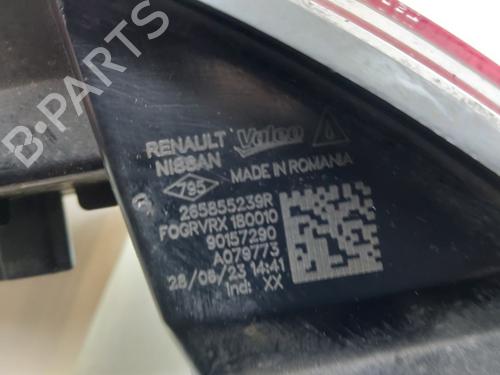 B-PARTS
RENAULT Valeo
NISSAN MADE IN ROMANIA
795
265855239R
FOGRVRX 180010
90157290
A079773
28/08/23 14:41
Ind: XX